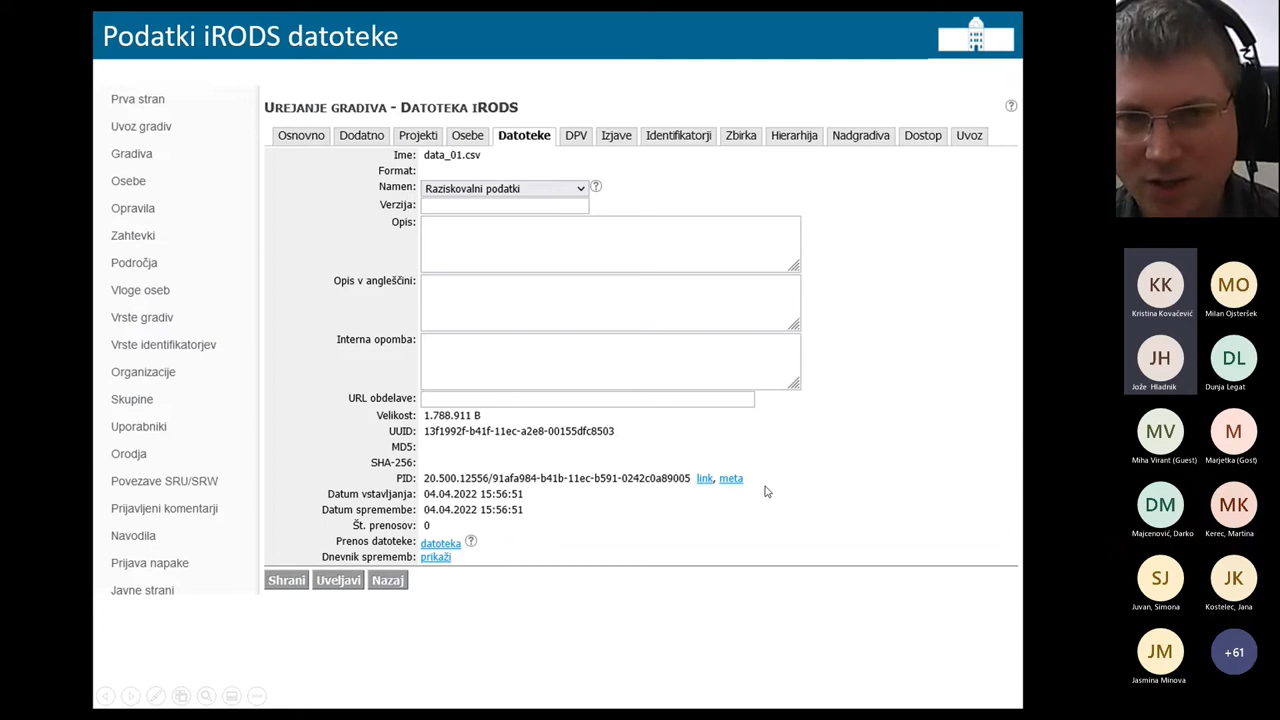 Podatki iRODS datoteke
Prva stran
Uvoz gradiv
Gradiva
Osebe
Opravila
Zahtevki
Področja
Vloge oseb
Vrste gradiv
Vrste identifikatorjev
Organizacije
Skupine
Uporabniki
Orodja
Povezave SRU/SRW
Prijavljeni komentarji
Navodila
Prijava napake
Javne strani
UREJANJE GRADIVA - DATOTEKA IRODS
Osnovno Dodatno Projekti Osebe Datoteke DPV Izjave Identifikatorji Zbirka Hierarhija Nadgradiva Dostop Uvoz
Ime: data_01.csv
Format:
Namen: Raziskovalni podatki
Verzija:
Opis:
Opis v angleščini:
Interna opomba:
URL obdelave:
Velikost: 1.788.911 B
UUID: 13f1992f-b41f-11ec-a2e8-00155dfc8503
MD5:
SHA-256:
PID: 20.500.12556/91afa984-b41b-11ec-b591-0242c0a89005 link, meta
Datum vstavljanja: 04.04.2022 15:56:51
Datum spremembe: 04.04.2022 15:56:51
Št. prenosov: 0
Prenos datoteke: datoteka
Dnevnik sprememb: prikaži
Shrani Uveljavi Nazaj
KK MO
Kristina Kovačević Milan Ojsteršek
JH DL
Jože Hladnik Dunja Legat
MV M
Miha Virant (Guest) Marjetka (Gost)
DM MK
Majcenović, Darko Kerec, Martina
SJ JK
Juvan, Simona Kostelec, Jana
JM +61
Jasmina Minova